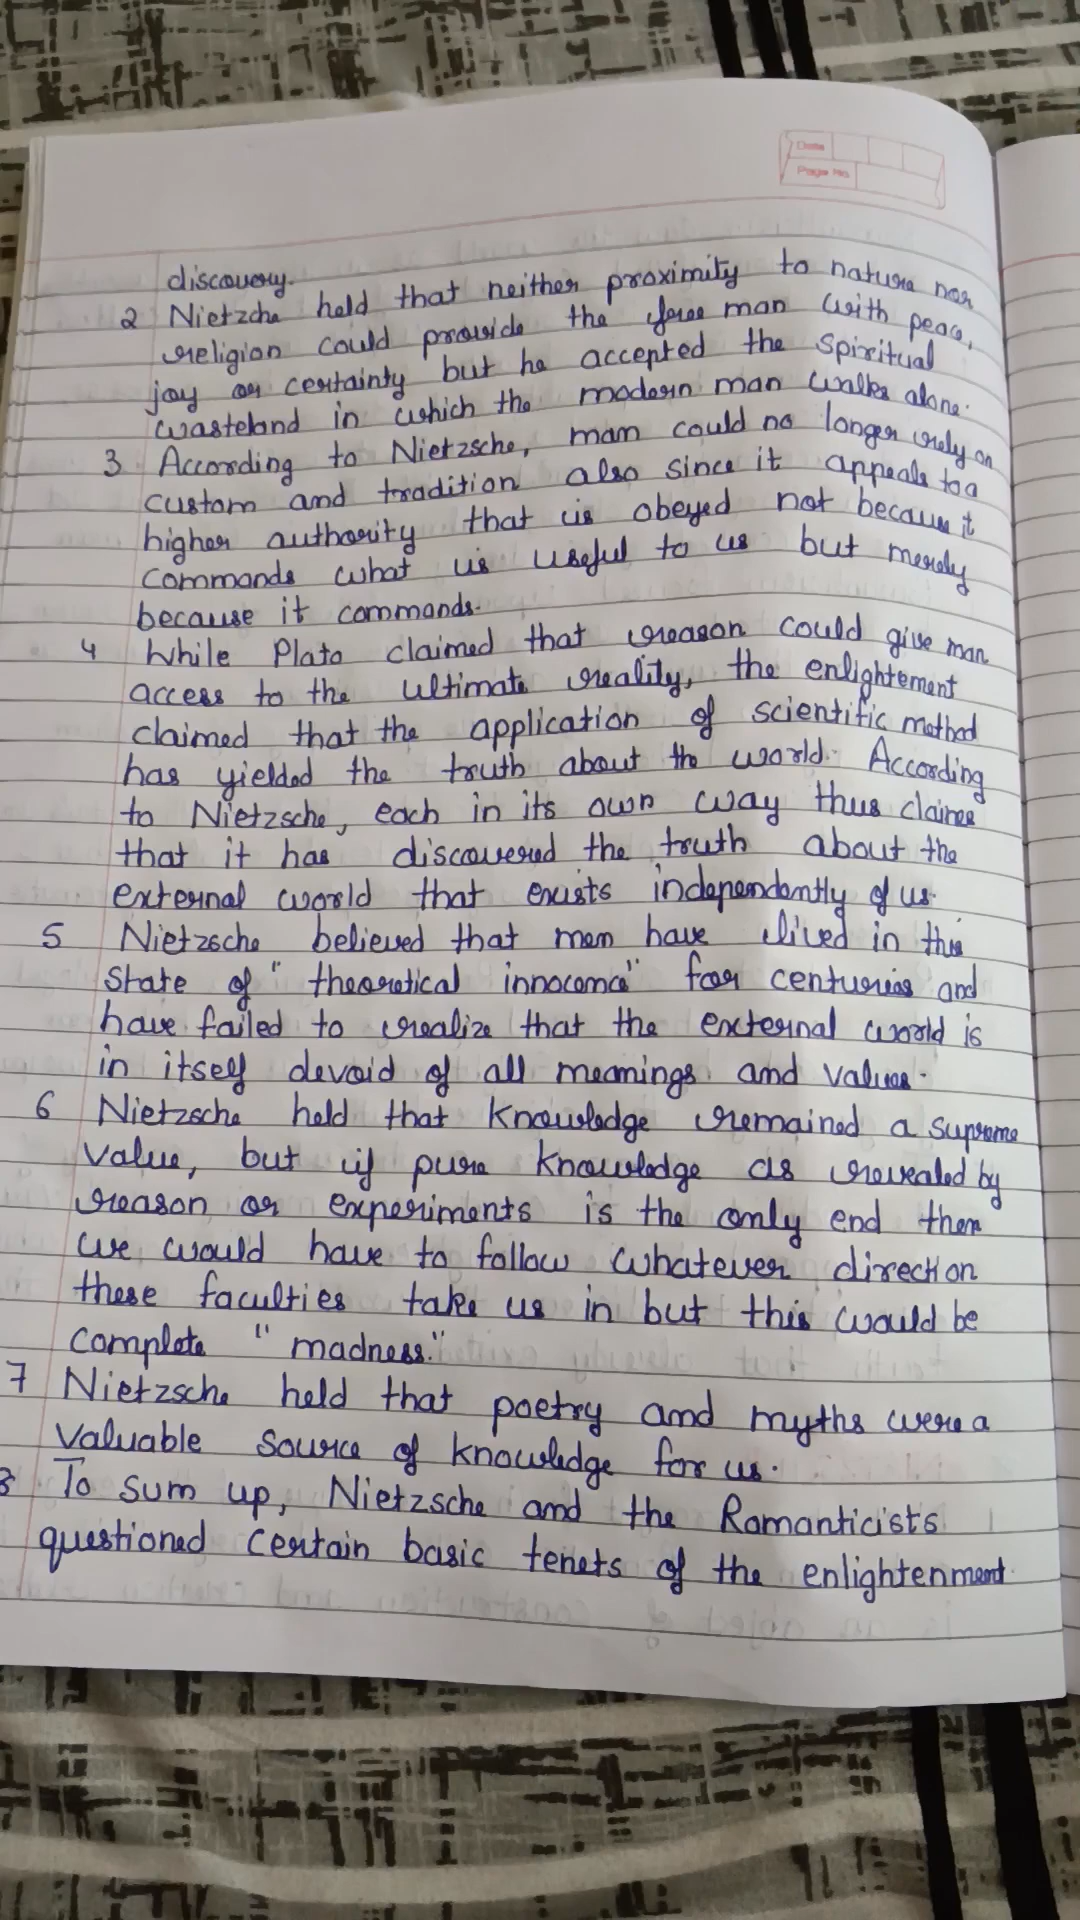 Date
Page No.
discovery.
2 Nietzche held that neither proximity to nature nor
religion could provide the free man with peace,
joy or certainty but he accepted the spiritual
wasteland in which the modern man walks alone.
3 According to Nietzsche, man could no longer rely on
custom and tradition also since it appeals to a
higher authority that is obeyed not because it
commands what is useful to us but merely
because it commands.
4 While Plato claimed that reason could give man
access to the ultimate reality, the enlightement
claimed that the application of scientific method
has yielded the truth about the world. According
to Nietzsche, each in its own way thus claims
that it has discovered the truth about the
external world that exists independently of us.
5 Nietzsche believed that men have lived in this
state of "theoretical innocence" for centuries and
have failed to realize that the external world is
in itself devoid of all meanings and values.
6 Nietzsche held that knowledge remained a supreme
value, but if pure knowledge as revealed by
reason or experiments is the only end then
we would have to follow whatever direction
these faculties take us in but this would be
complete "madness."
7 Nietzsche held that poetry and myths were a
valuable source of knowledge for us.
8 To sum up, Nietzsche and the Romanticists
questioned certain basic tenets of the enlightenment